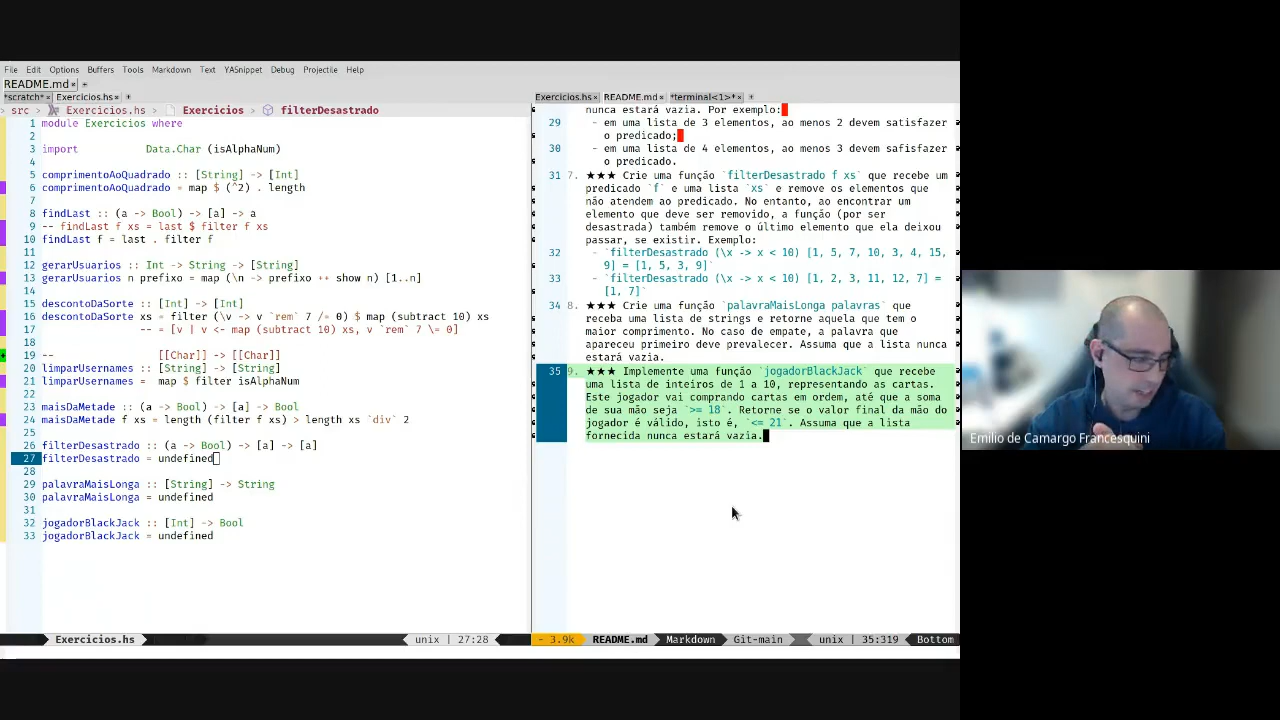 File Edit Options Buffers Tools Markdown Text YASnippet Debug Projectile Help
README.md× +
*scratch*× Exercicios.hs× +
src > Exercicios.hs > Exercicios > filterDesastrado
1 module Exercicios where
2
3 import           Data.Char (isAlphaNum)
4
5 comprimentoAoQuadrado :: [String] -> [Int]
6 comprimentoAoQuadrado = map $ (^2) . length
7
8 findLast :: (a -> Bool) -> [a] -> a
9 -- findLast f xs = last $ filter f xs
10 findLast f = last . filter f
11
12 gerarUsuarios :: Int -> String -> [String]
13 gerarUsuarios n prefixo = map (\n -> prefixo ++ show n) [1..n]
14
15 descontoDaSorte :: [Int] -> [Int]
16 descontoDaSorte xs = filter (\v -> v `rem` 7 /= 0) $ map (subtract 10) xs
17                   -- = [v | v <- map (subtract 10) xs, v `rem` 7 \= 0]
18
19 --                [[Char]] -> [[Char]]
20 limparUsernames :: [String] -> [String]
21 limparUsernames =  map $ filter isAlphaNum
22
23 maisDaMetade :: (a -> Bool) -> [a] -> Bool
24 maisDaMetade f xs = length (filter f xs) > length xs `div` 2
25
26 filterDesastrado :: (a -> Bool) -> [a] -> [a]
27 filterDesastrado = undefined
28
29 palavraMaisLonga :: [String] -> String
30 palavraMaisLonga = undefined
31
32 jogadorBlackJack :: [Int] -> Bool
33 jogadorBlackJack = undefined
Exercicios.hs unix | 27:28
Exercicios.hs× README.md× *terminal<1>*× +
nunca estará vazia. Por exemplo:
29 - em uma lista de 3 elementos, ao menos 2 devem satisfazer
o predicado;
30 - em uma lista de 4 elementos, ao menos 3 devem safisfazer
o predicado.
31 7. ★★★ Crie uma função `filterDesastrado f xs` que recebe um
predicado `f` e uma lista `xs` e remove os elementos que
não atendem ao predicado. No entanto, ao encontrar um
elemento que deve ser removido, a função (por ser
desastrada) também remove o último elemento que ela deixou
passar, se existir. Exemplo:
32 - `filterDesastrado (\x -> x < 10) [1, 5, 7, 10, 3, 4, 15,
9] = [1, 5, 3, 9]`
33 - `filterDesastrado (\x -> x < 10) [1, 2, 3, 11, 12, 7] =
[1, 7]`
34 8. ★★★ Crie uma função `palavraMaisLonga palavras` que
receba uma lista de strings e retorne aquela que tem o
maior comprimento. No caso de empate, a palavra que
apareceu primeiro deve prevalecer. Assuma que a lista nunca
estará vazia.
35 9. ★★★ Implemente uma função `jogadorBlackJack` que recebe
uma lista de inteiros de 1 a 10, representando as cartas.
Este jogador vai comprando cartas em ordem, até que a soma
de sua mão seja `>= 18`. Retorne se o valor final da mão do
jogador é válido, isto é, `<= 21`. Assuma que a lista
fornecida nunca estará vazia.
- 3.9k README.md Markdown Git-main unix | 35:319 Bottom
Emilio de Camargo Francesquini